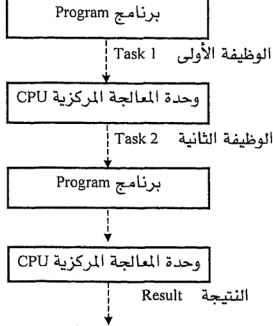 برنامج Program
Task 1 الوظيفة الأولى
وحدة المعالجة المركزية CPU
Task 2 الوظيفة الثانية
برنامج Program
وحدة المعالجة المركزية CPU
النتيجة Result